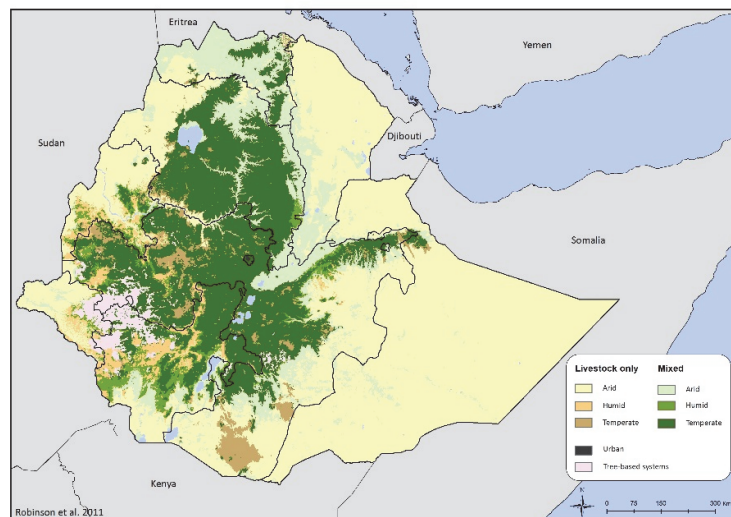 Eritrea
Yemen
Sudan
Djibouti
Somalia
Livestock only Mixed
Arid Arid
Humid Humid
Temperate Temperate
Urban
Tree-based systems
Kenya
N
0 75 150 300 Km
Robinson et al. 2011